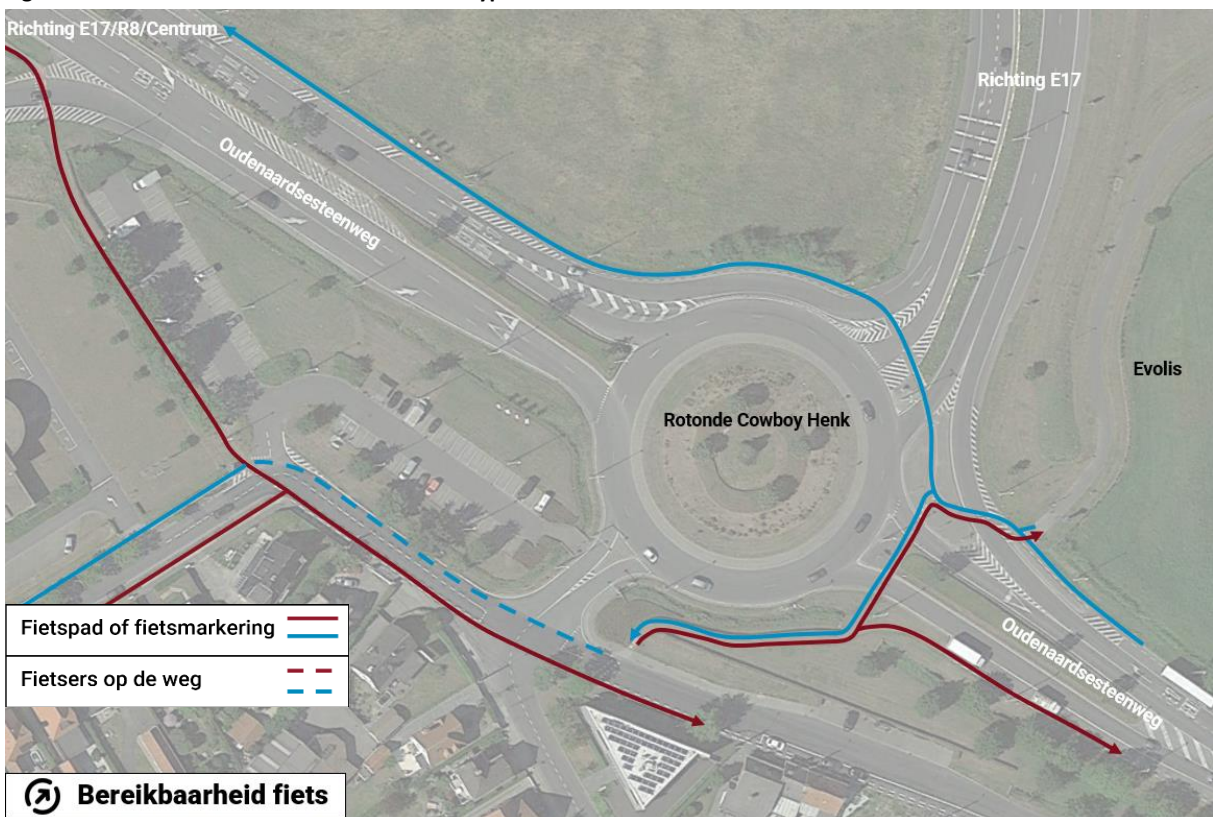 Richting E17/R8/Centrum
Richting E17
Oudenaardsesteenweg
Evolis
Rotonde Cowboy Henk
Fietspad of fietsmarkering
Fietsers op de weg
Oudenaardsesteenweg
Bereikbaarheid fiets